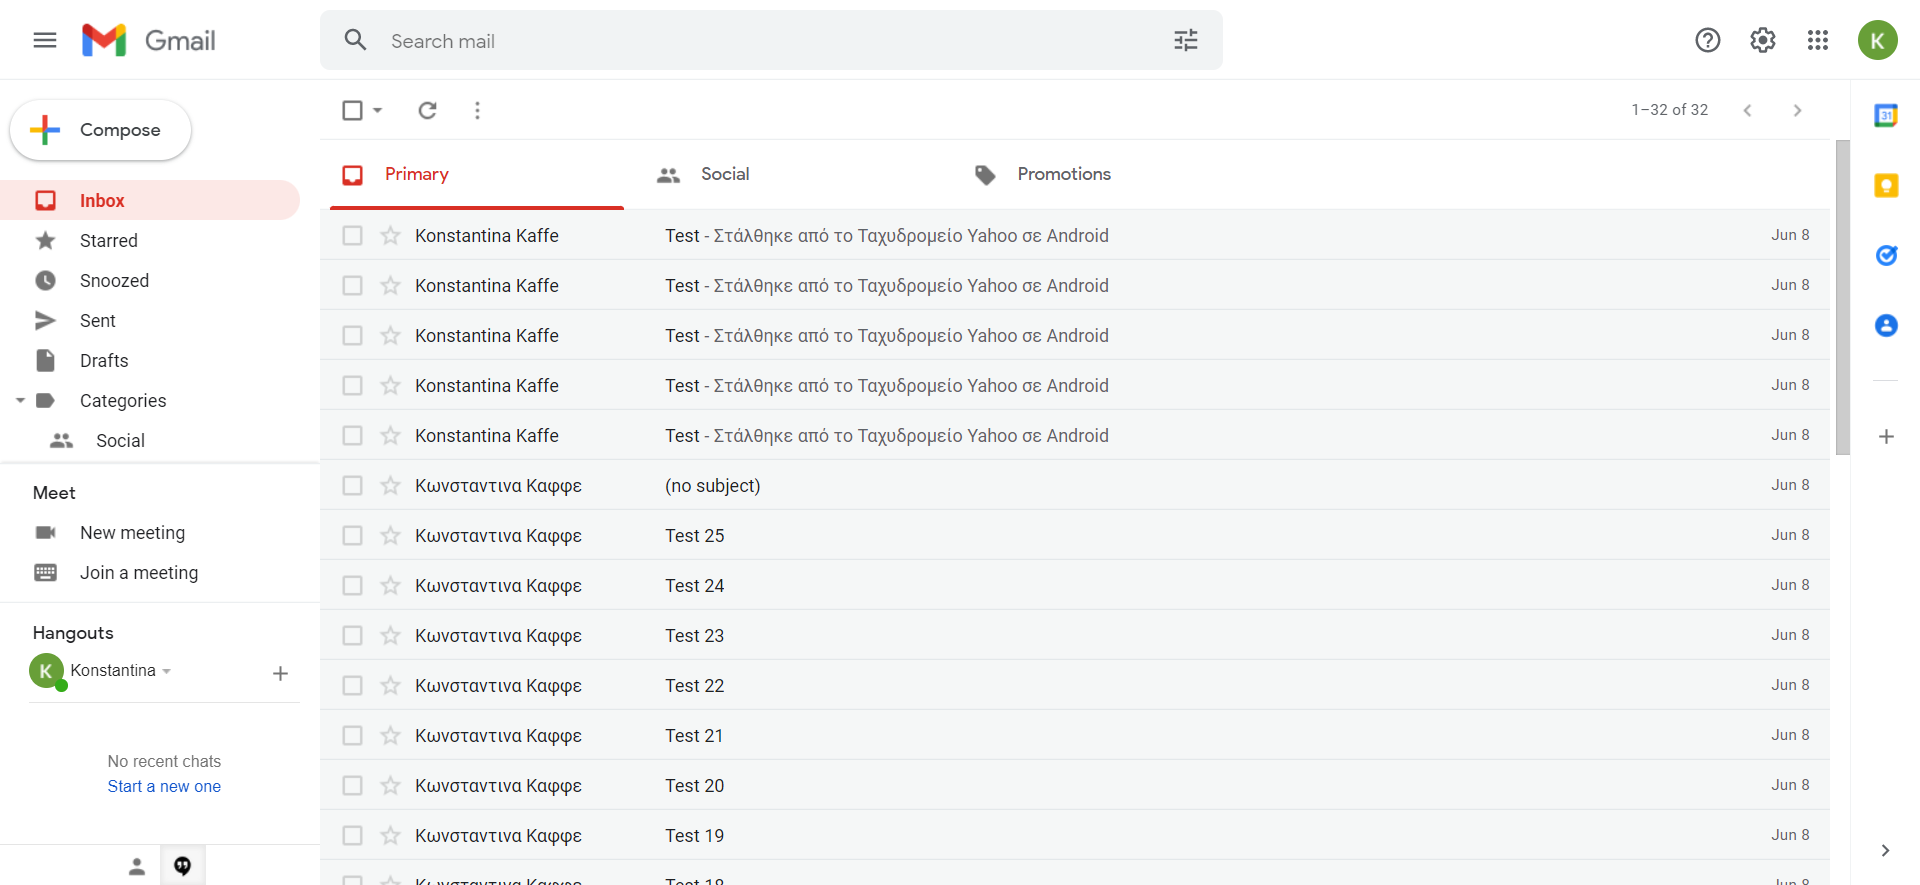 Gmail
Search mail
K
Compose
1–32 of 32
31
Inbox
Starred
Snoozed
Sent
Drafts
Categories
Social
Meet
New meeting
Join a meeting
Hangouts
K Konstantina
No recent chats
Start a new one
Primary Social Promotions
Konstantina Kaffe Test - Στάλθηκε από το Ταχυδρομείο Yahoo σε Android Jun 8
Konstantina Kaffe Test - Στάλθηκε από το Ταχυδρομείο Yahoo σε Android Jun 8
Konstantina Kaffe Test - Στάλθηκε από το Ταχυδρομείο Yahoo σε Android Jun 8
Konstantina Kaffe Test - Στάλθηκε από το Ταχυδρομείο Yahoo σε Android Jun 8
Konstantina Kaffe Test - Στάλθηκε από το Ταχυδρομείο Yahoo σε Android Jun 8
Κωνσταντινα Καφφε (no subject) Jun 8
Κωνσταντινα Καφφε Test 25 Jun 8
Κωνσταντινα Καφφε Test 24 Jun 8
Κωνσταντινα Καφφε Test 23 Jun 8
Κωνσταντινα Καφφε Test 22 Jun 8
Κωνσταντινα Καφφε Test 21 Jun 8
Κωνσταντινα Καφφε Test 20 Jun 8
Κωνσταντινα Καφφε Test 19 Jun 8
Κωνσταντινα Καφφε Test 18 Jun 8